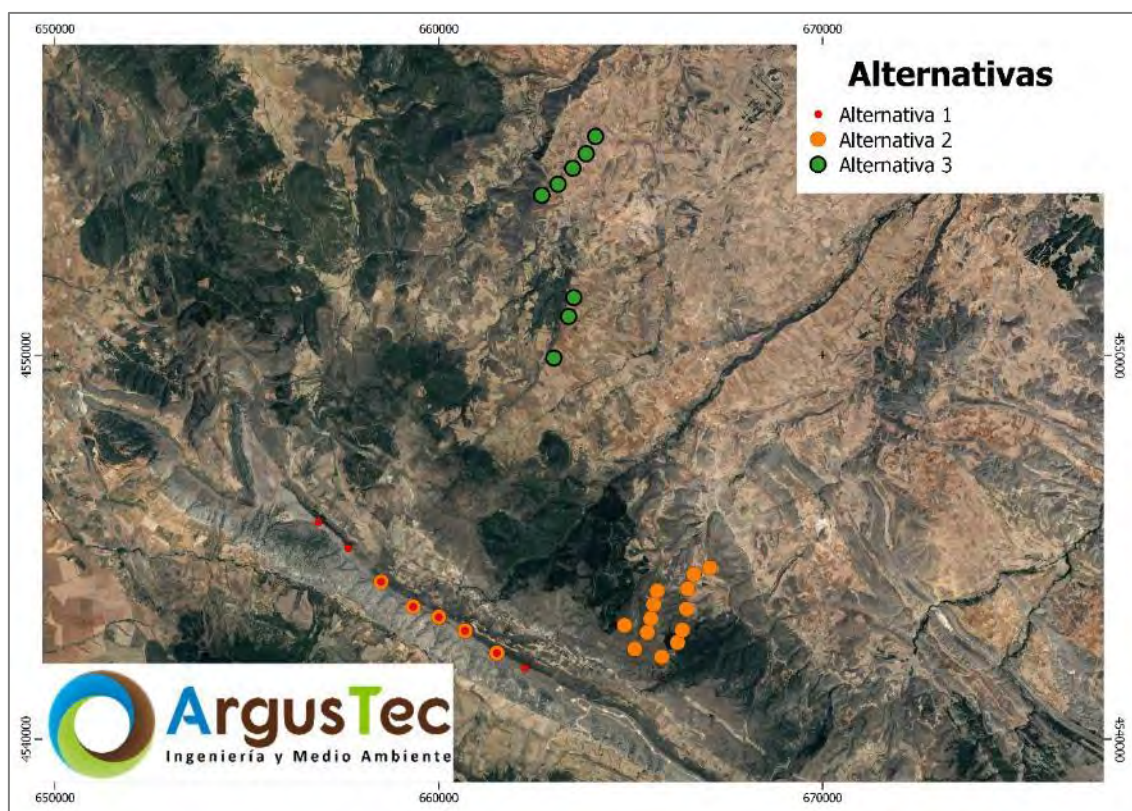 650000
660000
670000
Alternativas
Alternativa 1
Alternativa 2
Alternativa 3
4550000
4550000
4540000
4540000
ArgusTec
Ingeniería y Medio Ambiente
650000
660000
670000